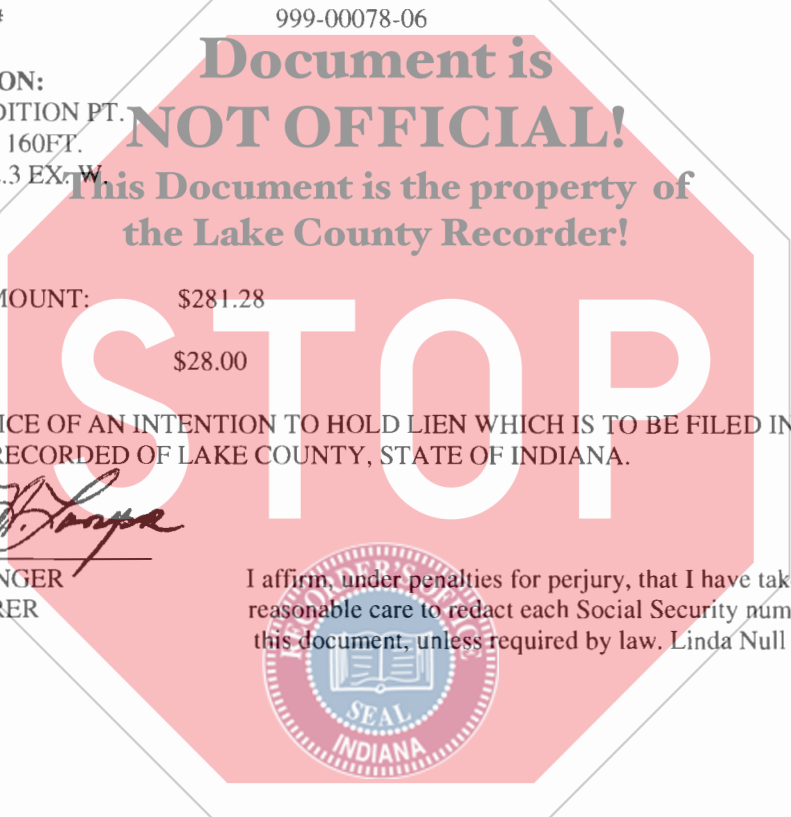 999-00078-06
Document is
ON:
DITION PT.
NOT OFFICIAL!
160FT.
.3 EX. W.
This Document is the property of
the Lake County Recorder!
MOUNT: $281.28
STOP
$28.00
ICE OF AN INTENTION TO HOLD LIEN WHICH IS TO BE FILED IN
RECORDED OF LAKE COUNTY, STATE OF INDIANA.
NGER
RER
I affirm, under penalties for perjury, that I have tak
reasonable care to redact each Social Security num
this document, unless required by law. Linda Null
RECORDER'S OFFICE
SEAL
INDIANA